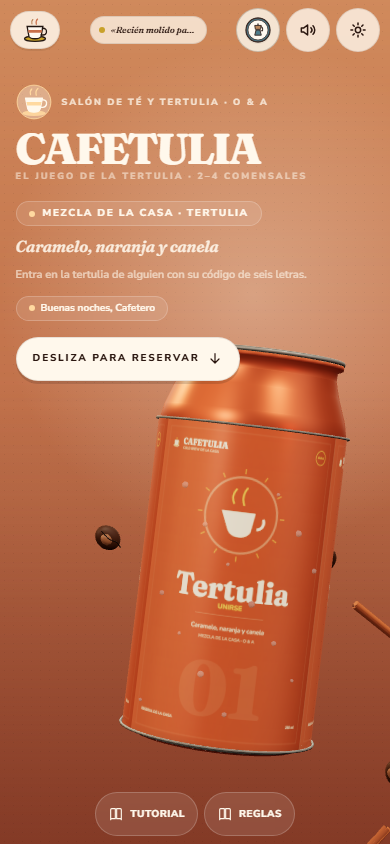 «Recién molido pa...
SALÓN DE TÉ Y TERTULIA · O & A
CAFETULIA
EL JUEGO DE LA TERTULIA · 2–4 COMENSALES
MEZCLA DE LA CASA · TERTULIA
Caramelo, naranja y canela
Entra en la tertulia de alguien con su código de seis letras.
Buenas noches, Cafetero
DESLIZA PARA RESERVAR
CAFETULIA
Tertulia
UNIRSE
Caramelo, naranja y canela
MEZCLA DE LA CASA · O & A
01
TUTORIAL
REGLAS